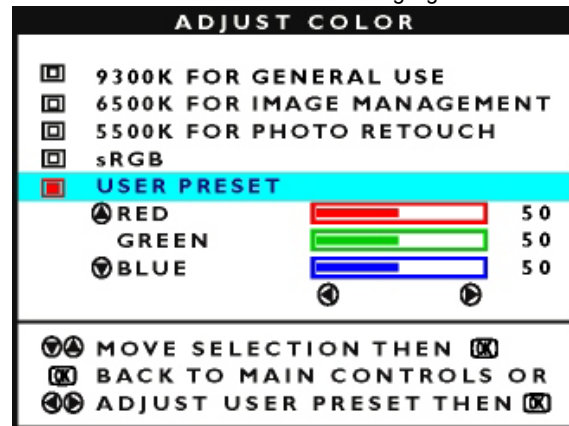 ADJUST COLOR
9300K FOR GENERAL USE
6500K FOR IMAGE MANAGEMENT
5500K FOR PHOTO RETOUCH
sRGB
USER PRESET
RED 50
GREEN 50
BLUE 50
MOVE SELECTION THEN OK
OK BACK TO MAIN CONTROLS OR
ADJUST USER PRESET THEN OK